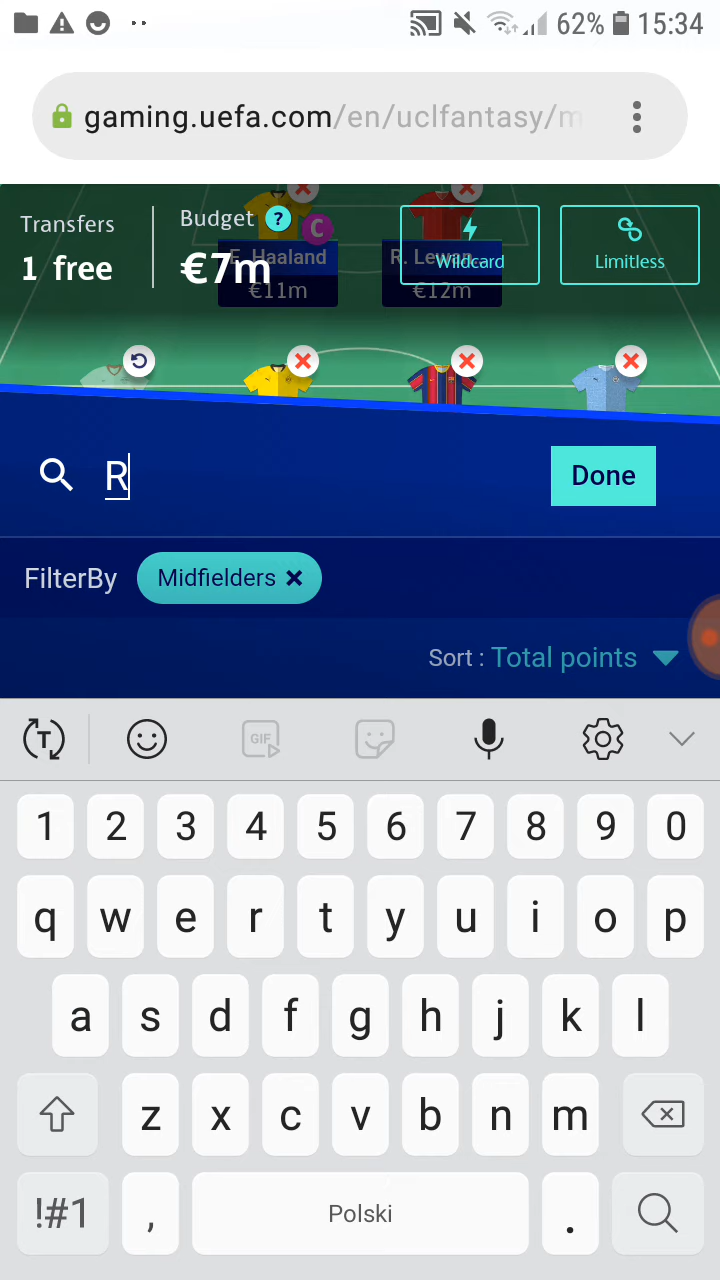 62% 15:34
gaming.uefa.com/en/uclfantasy/m
Transfers
1 free
Budget ?
€7m
Wildcard
Limitless
C
E. Haaland
€11m
R. Lewan
€12m
R
Done
FilterBy Midfielders
Sort : Total points
T GIF
1 2 3 4 5 6 7 8 9 0
q w e r t y u i o p
a s d f g h j k l
z x c v b n m
!#1 , Polski .